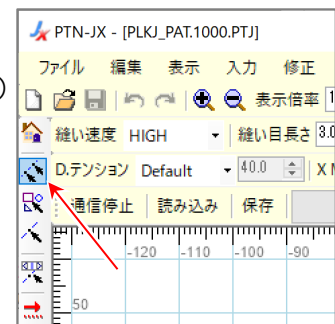 PTN-JX - [PLKJ_PAT.1000.PTJ]
ファイル 編集 表示 入力 修正
表示倍率 1
縫い速度 HIGH 縫い目長さ 3.0
D.テンション Default 40.0 X
通信停止 読み込み 保存
-120 -110 -100 -90
50